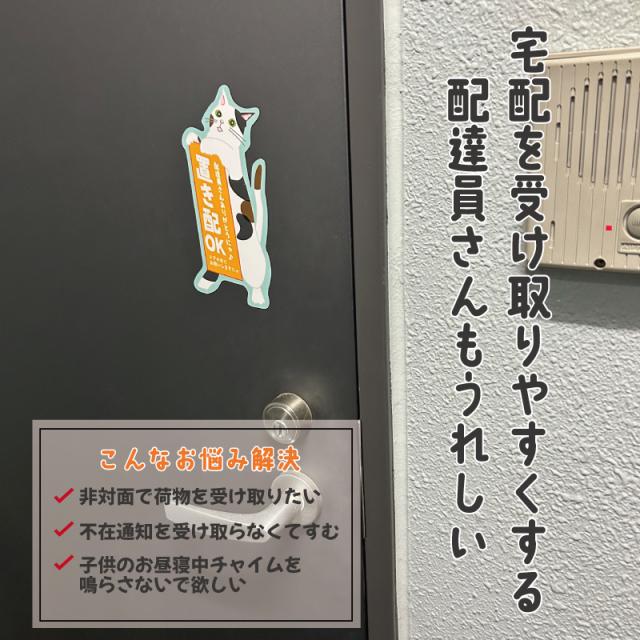 宅配を受け取りやすくする
配達員さんもうれしい
置き配OK
こんなお悩み解決
非対面で荷物を受け取りたい
不在通知を受け取らなくてすむ
子供のお昼寝中チャイムを
鳴らさないで欲しい